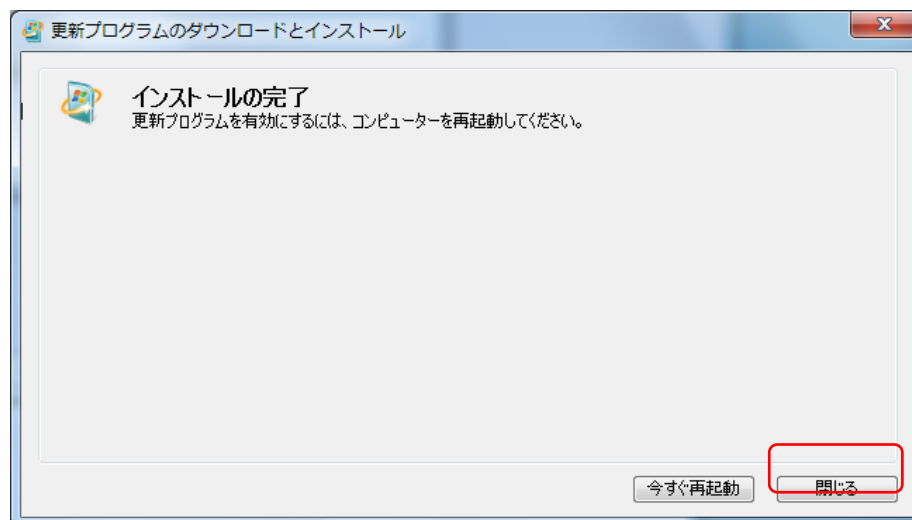 更新プログラムのダウンロードとインストール
インストールの完了
更新プログラムを有効にするには、コンピューターを再起動してください。
今すぐ再起動
閉じる